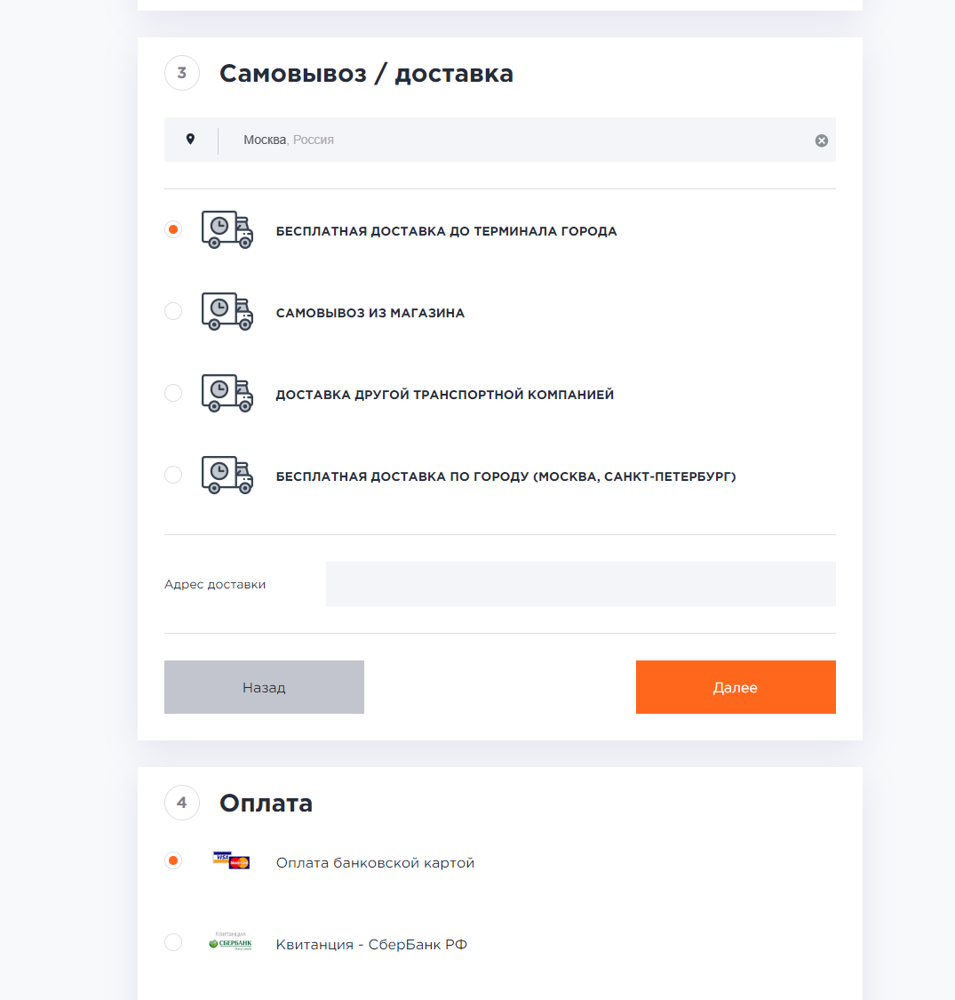 3
Самовывоз / доставка
Москва, Россия
БЕСПЛАТНАЯ ДОСТАВКА ДО ТЕРМИНАЛА ГОРОДА
САМОВЫВОЗ ИЗ МАГАЗИНА
ДОСТАВКА ДРУГОЙ ТРАНСПОРТНОЙ КОМПАНИЕЙ
БЕСПЛАТНАЯ ДОСТАВКА ПО ГОРОДУ (МОСКВА, САНКТ-ПЕТЕРБУРГ)
Адрес доставки
Назад
Далее
4
Оплата
VISA
MasterCard
Оплата банковской картой
Квитанция
СБЕРБАНК
Квитанция - СберБанк РФ